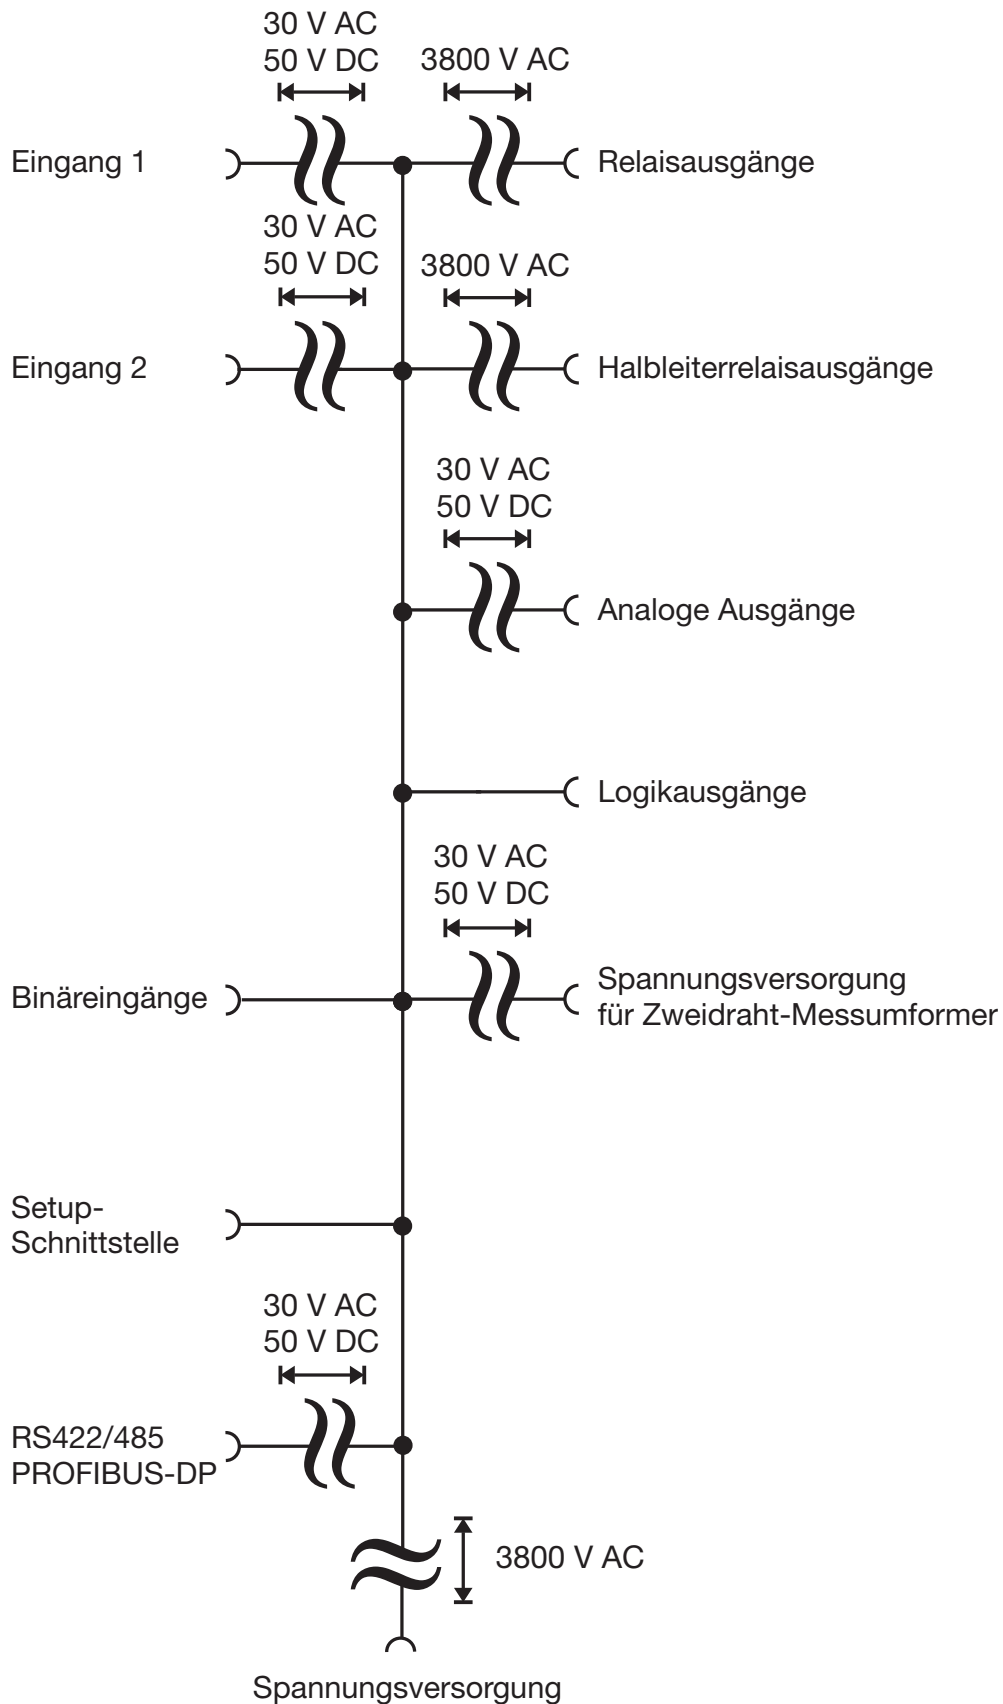 30 V AC
50 V DC
3800 V AC
Eingang 1
Relaisausgänge
30 V AC
50 V DC
3800 V AC
Eingang 2
Halbleiterrelaisausgänge
30 V AC
50 V DC
Analoge Ausgänge
Logikausgänge
30 V AC
50 V DC
Binäreingänge
Spannungsversorgung
für Zweidraht-Messumformer
Setup-
Schnittstelle
30 V AC
50 V DC
RS422/485
PROFIBUS-DP
3800 V AC
Spannungsversorgung